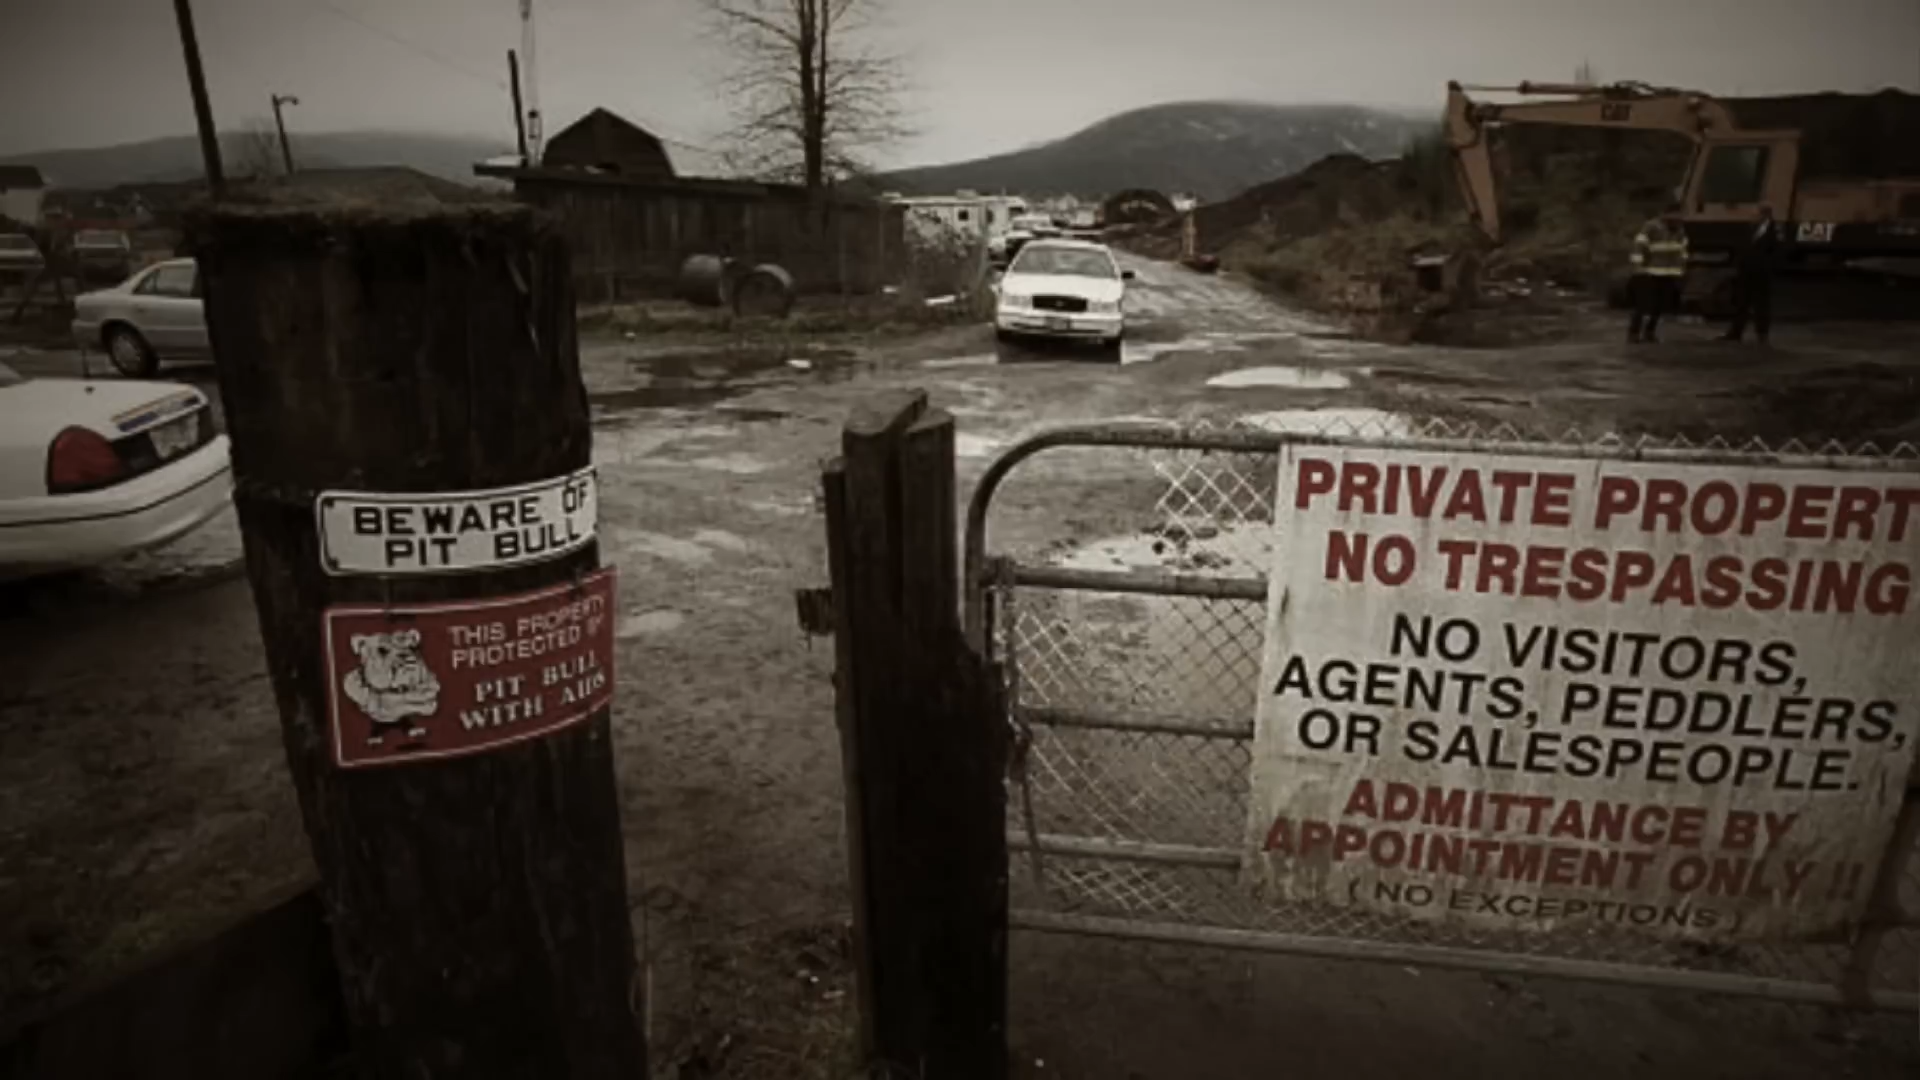 BEWARE OF
PIT BULL
THIS PROPERTY
PROTECTED BY
PIT BULL
WITH AIDS
PRIVATE PROPERT
NO TRESPASSING
NO VISITORS,
AGENTS, PEDDLERS,
OR SALESPEOPLE.
ADMITTANCE BY
APPOINTMENT ONLY !!
( NO EXCEPTIONS )
CAT
CAT